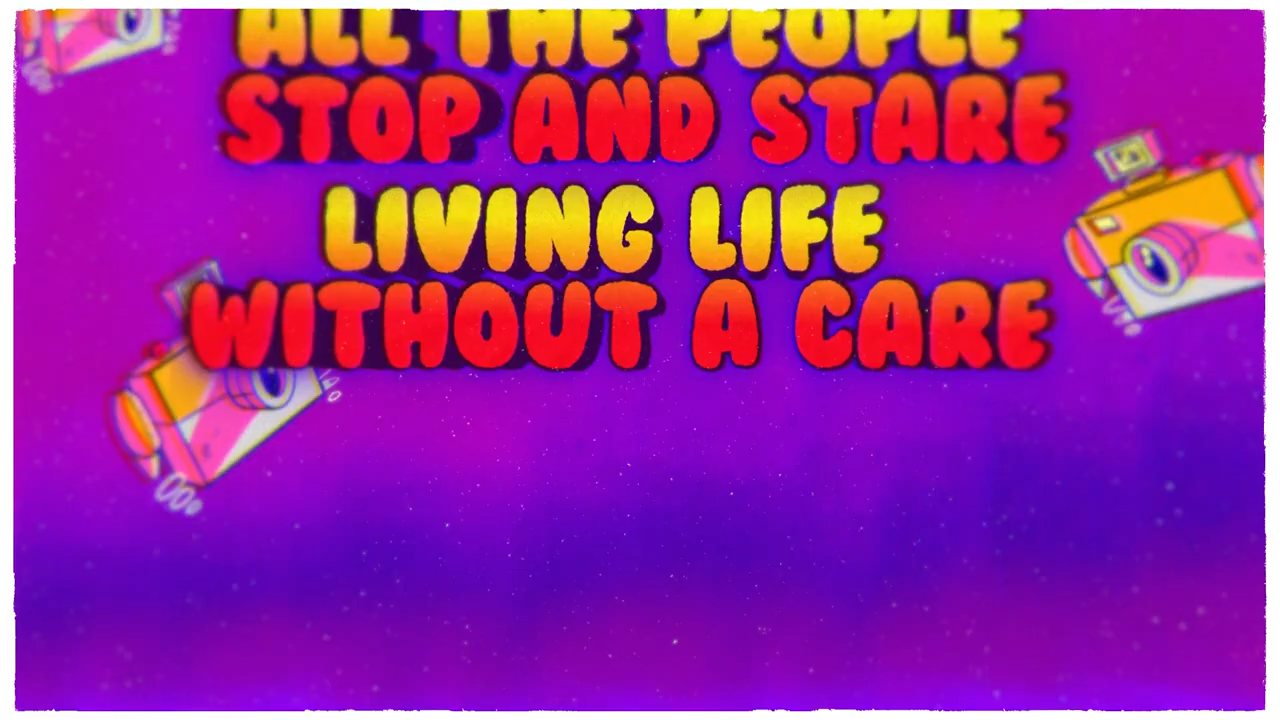 ALL THE PEOPLE
STOP AND STARE
LIVING LIFE
WITHOUT A CARE